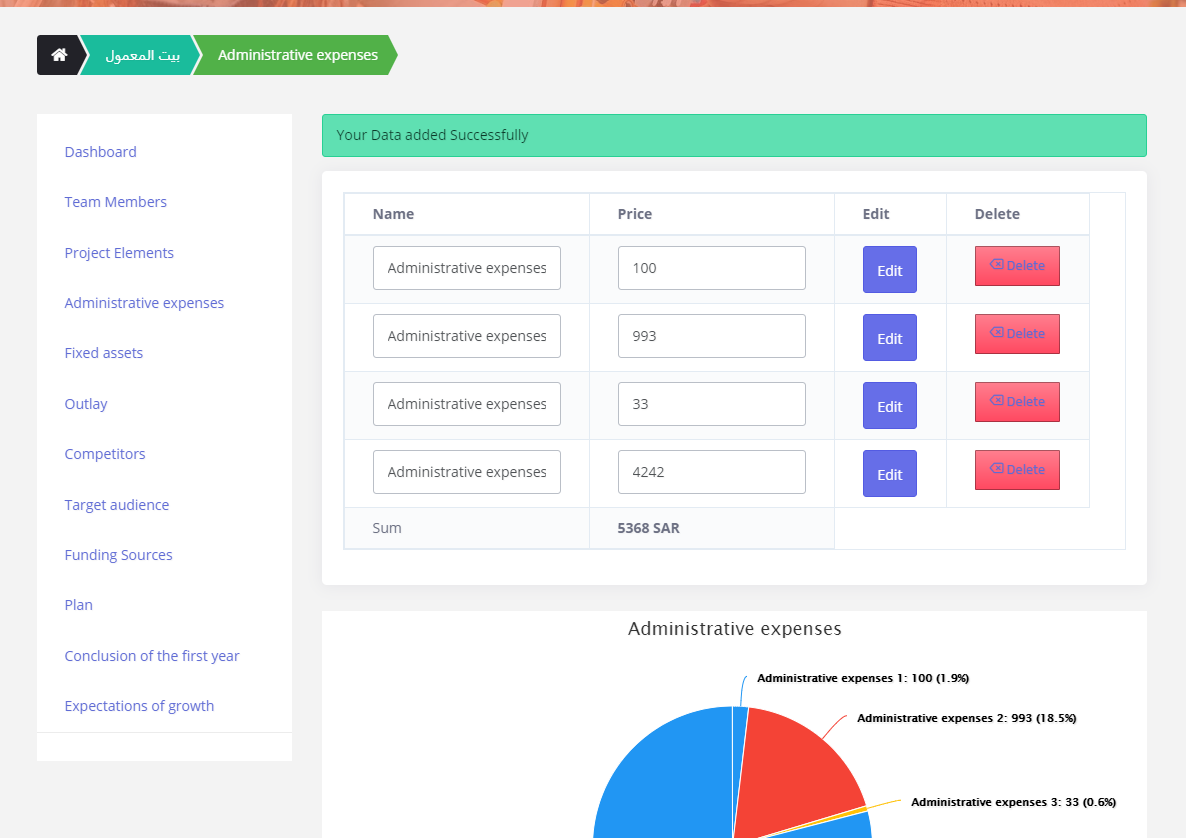 بيت المعمول
Administrative expenses
Dashboard
Team Members
Project Elements
Administrative expenses
Fixed assets
Outlay
Competitors
Target audience
Funding Sources
Plan
Conclusion of the first year
Expectations of growth
Your Data added Successfully
Name Price Edit Delete
Administrative expenses 100 Edit Delete
Administrative expenses 993 Edit Delete
Administrative expenses 33 Edit Delete
Administrative expenses 4242 Edit Delete
Sum 5368 SAR
Administrative expenses
Administrative expenses 1: 100 (1.9%)
Administrative expenses 2: 993 (18.5%)
Administrative expenses 3: 33 (0.6%)